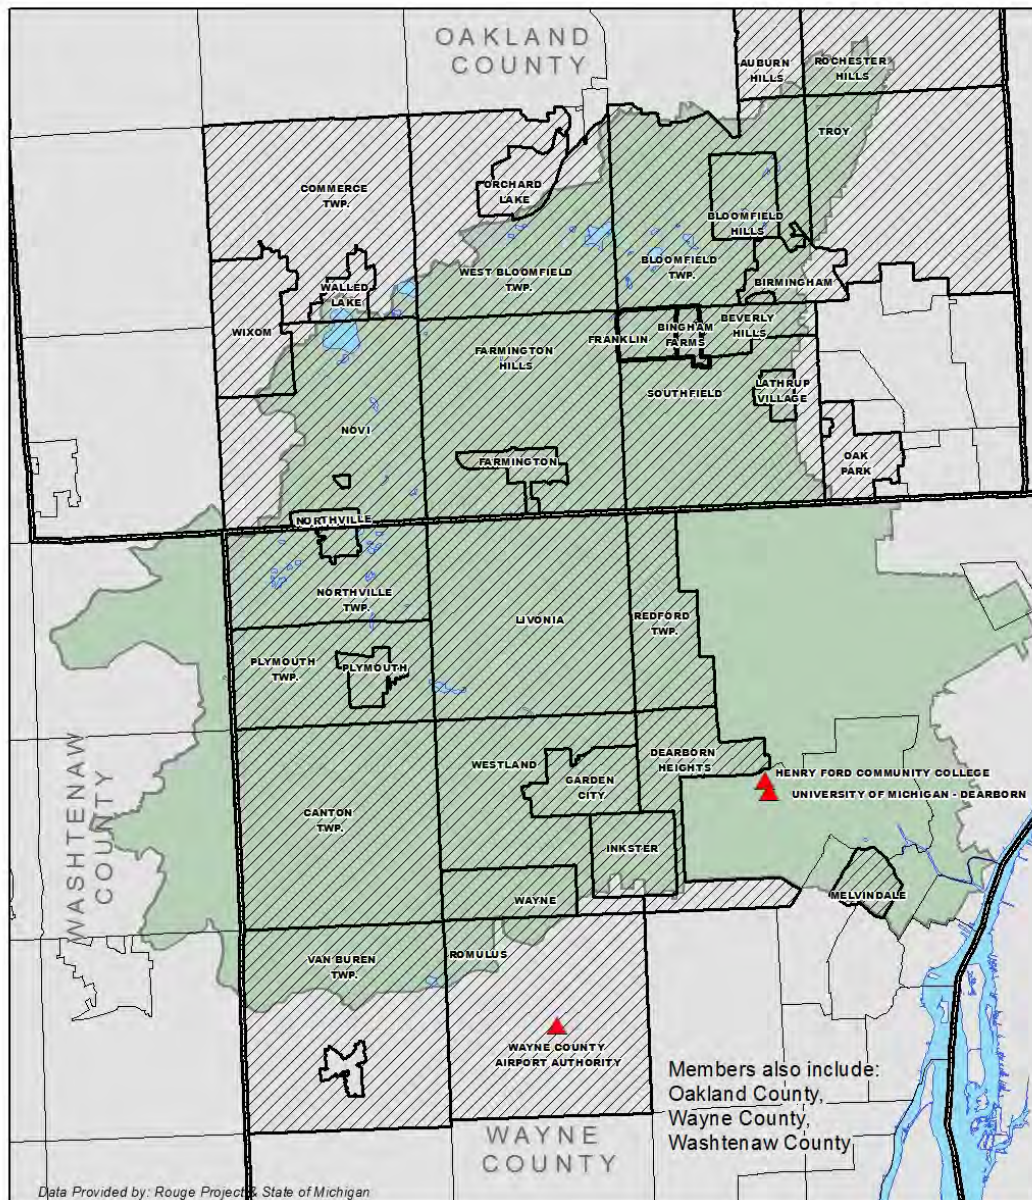 OAKLAND
COUNTY
AUBURN
HILLS
ROCHESTER
HILLS
TROY
COMMERCE
TWP.
ORCHARD
LAKE
BLOOMFIELD
HILLS
WEST BLOOMFIELD
TWP.
BLOOMFIELD
TWP.
BIRMINGHAM
WALLED
LAKE
WIXOM
FRANKLIN
BINGHAM
FARMS
BEVERLY
HILLS
FARMINGTON
HILLS
SOUTHFIELD
LATHRUP
VILLAGE
NOVI
FARMINGTON
OAK
PARK
NORTHVILLE
NORTHVILLE
TWP.
LIVONIA
REDFORD
TWP.
PLYMOUTH
TWP.
PLYMOUTH
WASHTENAW
COUNTY
WESTLAND
DEARBORN
HEIGHTS
GARDEN
CITY
HENRY FORD COMMUNITY COLLEGE
UNIVERSITY OF MICHIGAN - DEARBORN
CANTON
TWP.
INKSTER
WAYNE
MELVINDALE
VAN BUREN
TWP.
ROMULUS
WAYNE COUNTY
AIRPORT AUTHORITY
Members also include:
Oakland County,
Wayne County,
Washtenaw County
WAYNE
COUNTY
Data Provided by: Rouge Project & State of Michigan